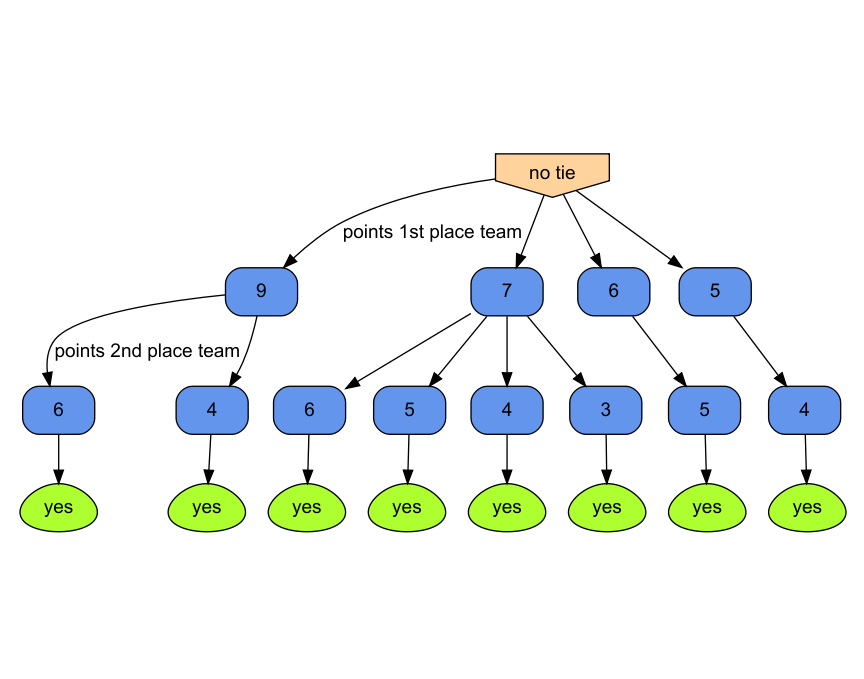 no tie
points 1st place team
9
7
6
5
points 2nd place team
6
4
6
5
4
3
5
4
yes
yes
yes
yes
yes
yes
yes
yes